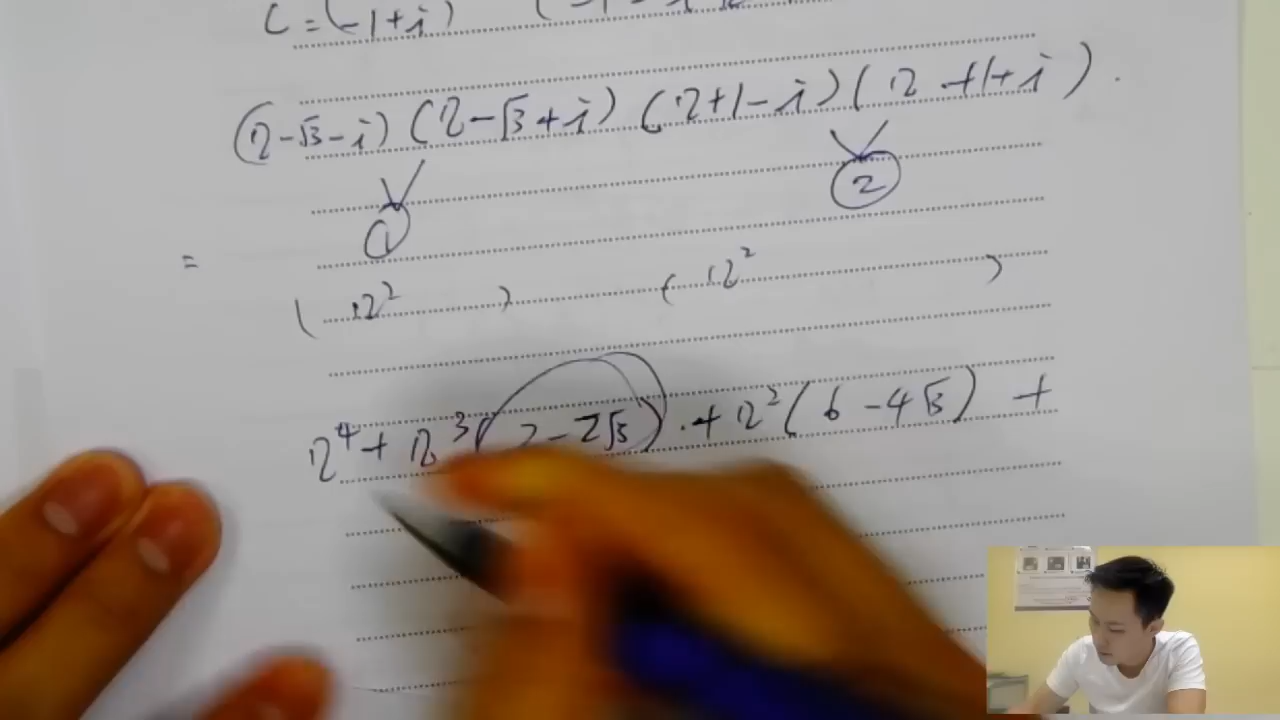 c = (-1+i)
(z-√3-i) (z-√3+i) (z+1-i) (z+1+i).
1 2
=
( z² ) ( z² )
z⁴ + z³(2-2√3) + z²(6-4√3) +